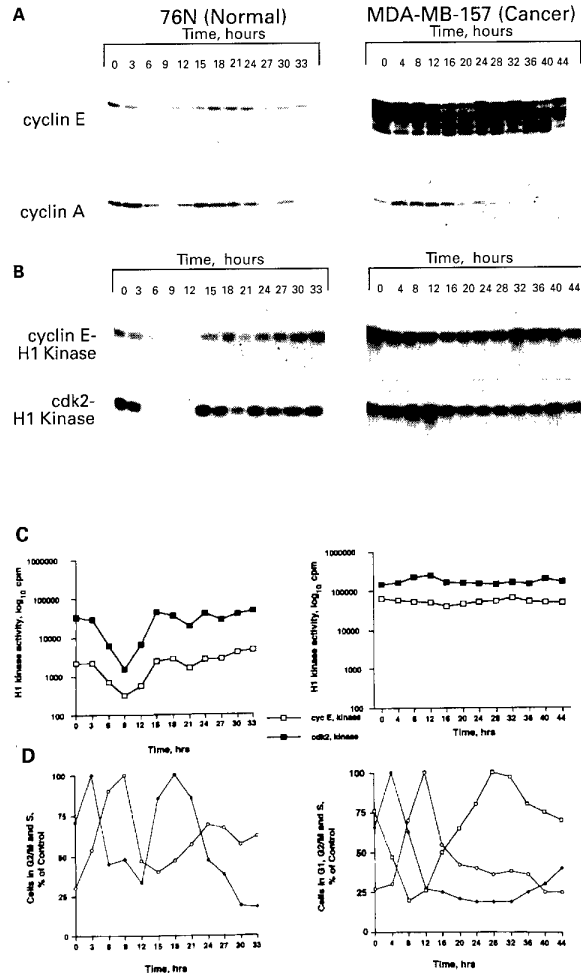 A
76N (Normal)
MDA-MB-157 (Cancer)
Time, hours
Time, hours
0 3 6 9 12 15 18 21 24 27 30 33
0 4 8 12 16 20 24 28 32 36 40 44
cyclin E
cyclin A
B
Time, hours
Time, hours
0 3 6 9 12 15 18 21 24 27 30 33
0 4 8 12 16 20 24 28 32 36 40 44
cyclin E-
H1 Kinase
cdk2-
H1 Kinase
C
H1 kinase activity, log10 cpm
1000000
100000
10000
1000
100
0 3 6 9 12 15 18 21 24 27 30 33
Time, hrs
H1 kinase activity, log10 cpm
1000000
100000
10000
1000
100
0 4 8 12 16 20 24 28 32 36 40 44
Time, hrs
cyc E, kinase
cdk2, kinase
D
Cells in G2/M and S,
% of Control
100
75
50
25
0
0 3 6 9 12 15 18 21 24 27 30 33
Time, hrs
Cells in G1, G2/M and S,
% of Control
100
75
50
25
0
0 4 8 12 16 20 24 28 32 36 40 44
Time, hrs